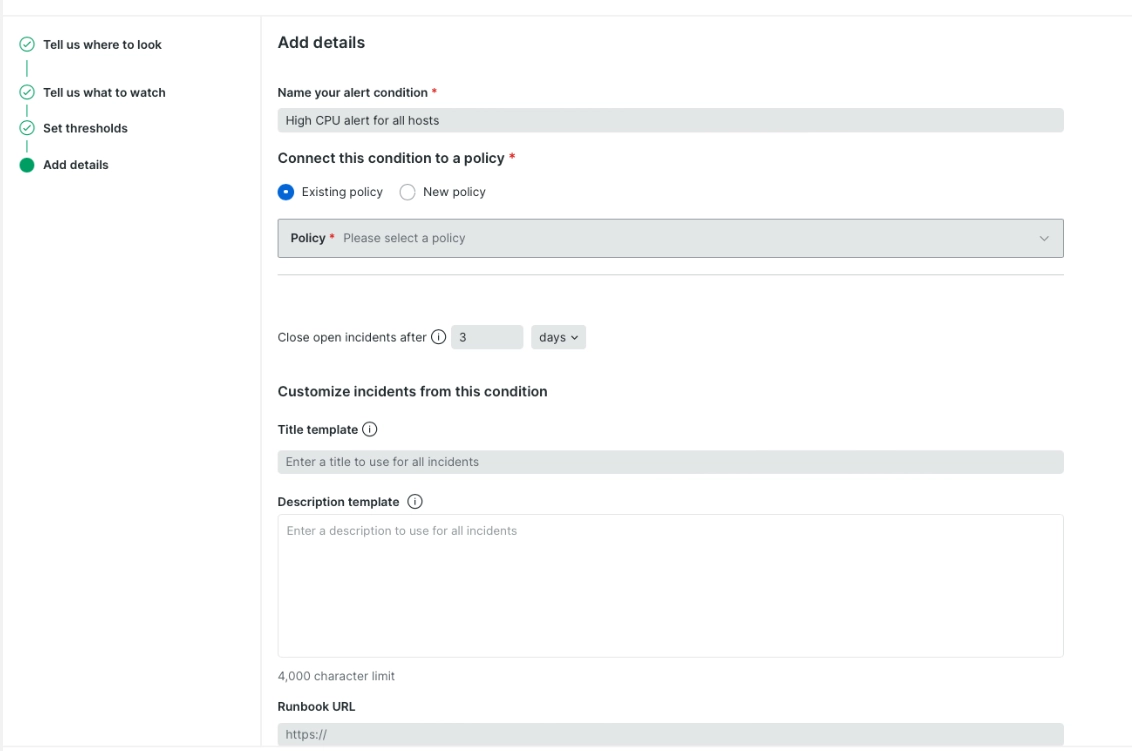 Tell us where to look
Tell us what to watch
Set thresholds
Add details
Add details
Name your alert condition *
High CPU alert for all hosts
Connect this condition to a policy *
Existing policy New policy
Policy * Please select a policy
Close open incidents after 3 days
Customize incidents from this condition
Title template
Enter a title to use for all incidents
Description template
Enter a description to use for all incidents
4,000 character limit
Runbook URL
https://